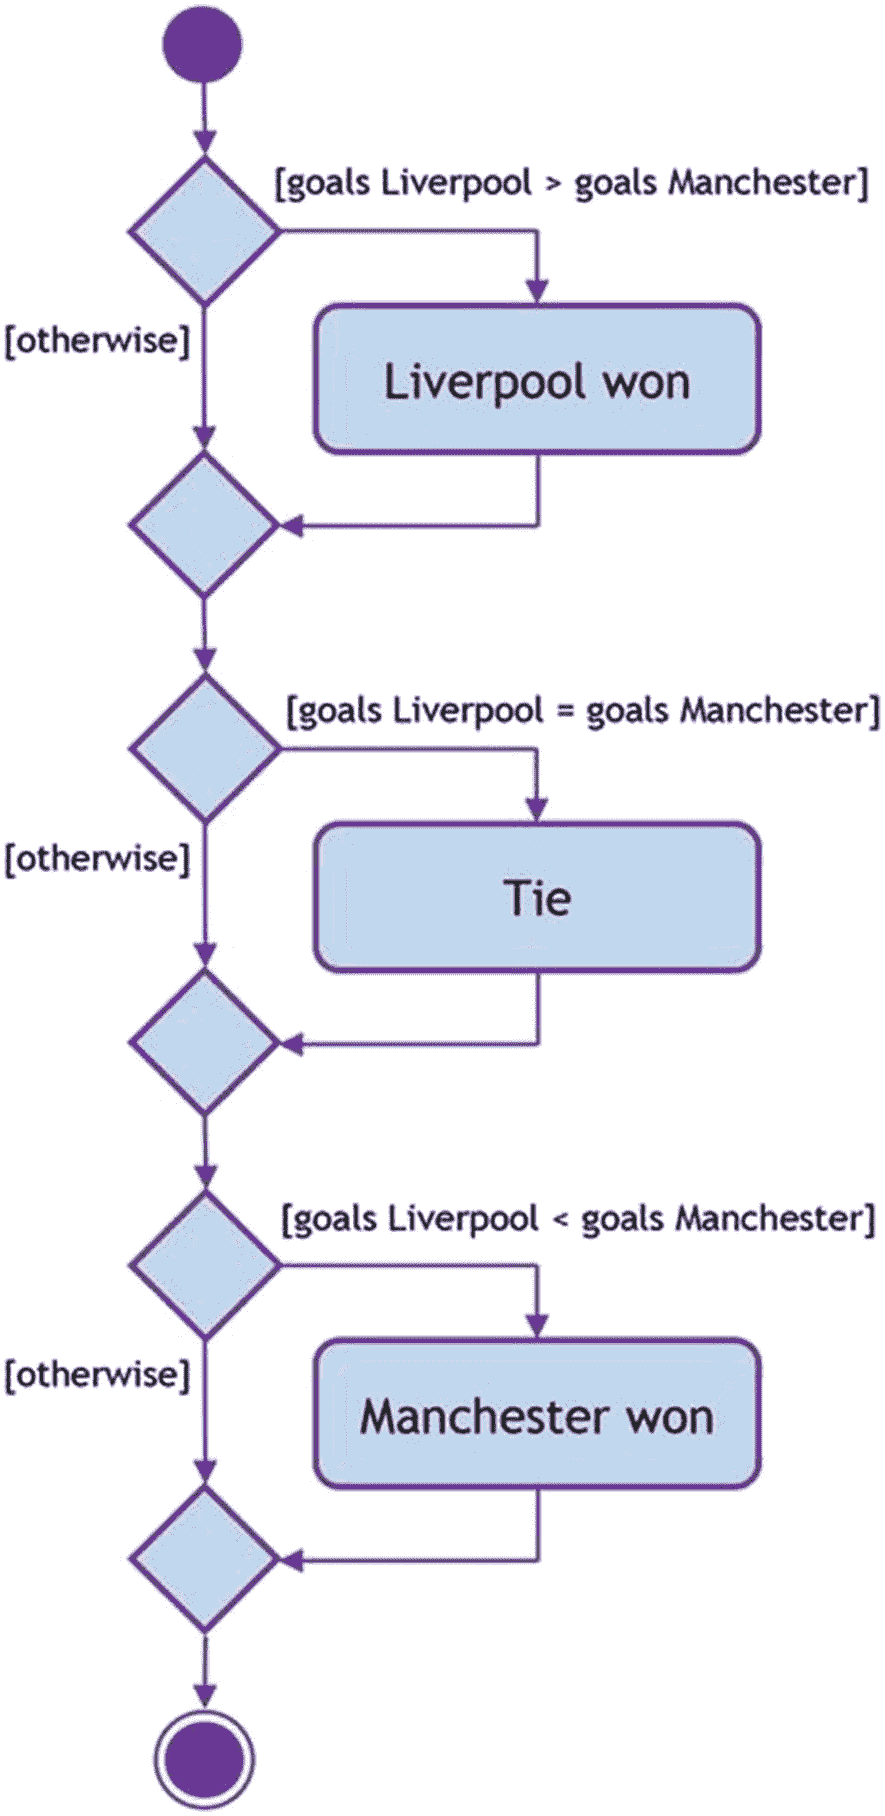 [goals Liverpool > goals Manchester]
[otherwise]
Liverpool won
[goals Liverpool = goals Manchester]
[otherwise]
Tie
[goals Liverpool < goals Manchester]
[otherwise]
Manchester won